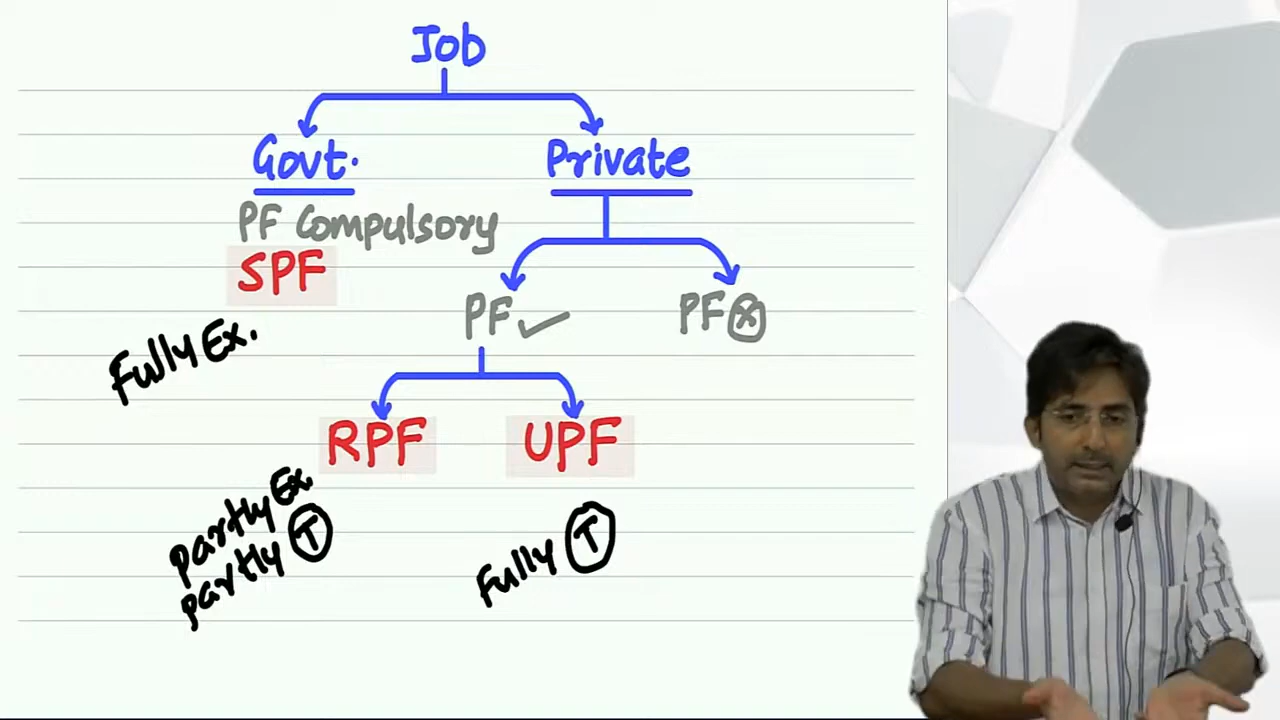 Job
Govt.
Private
PF Compulsory
SPF
PF✓
PF ⓧ
Fully Ex.
RPF
UPF
partly Ex.
partly Ⓣ
Fully Ⓣ